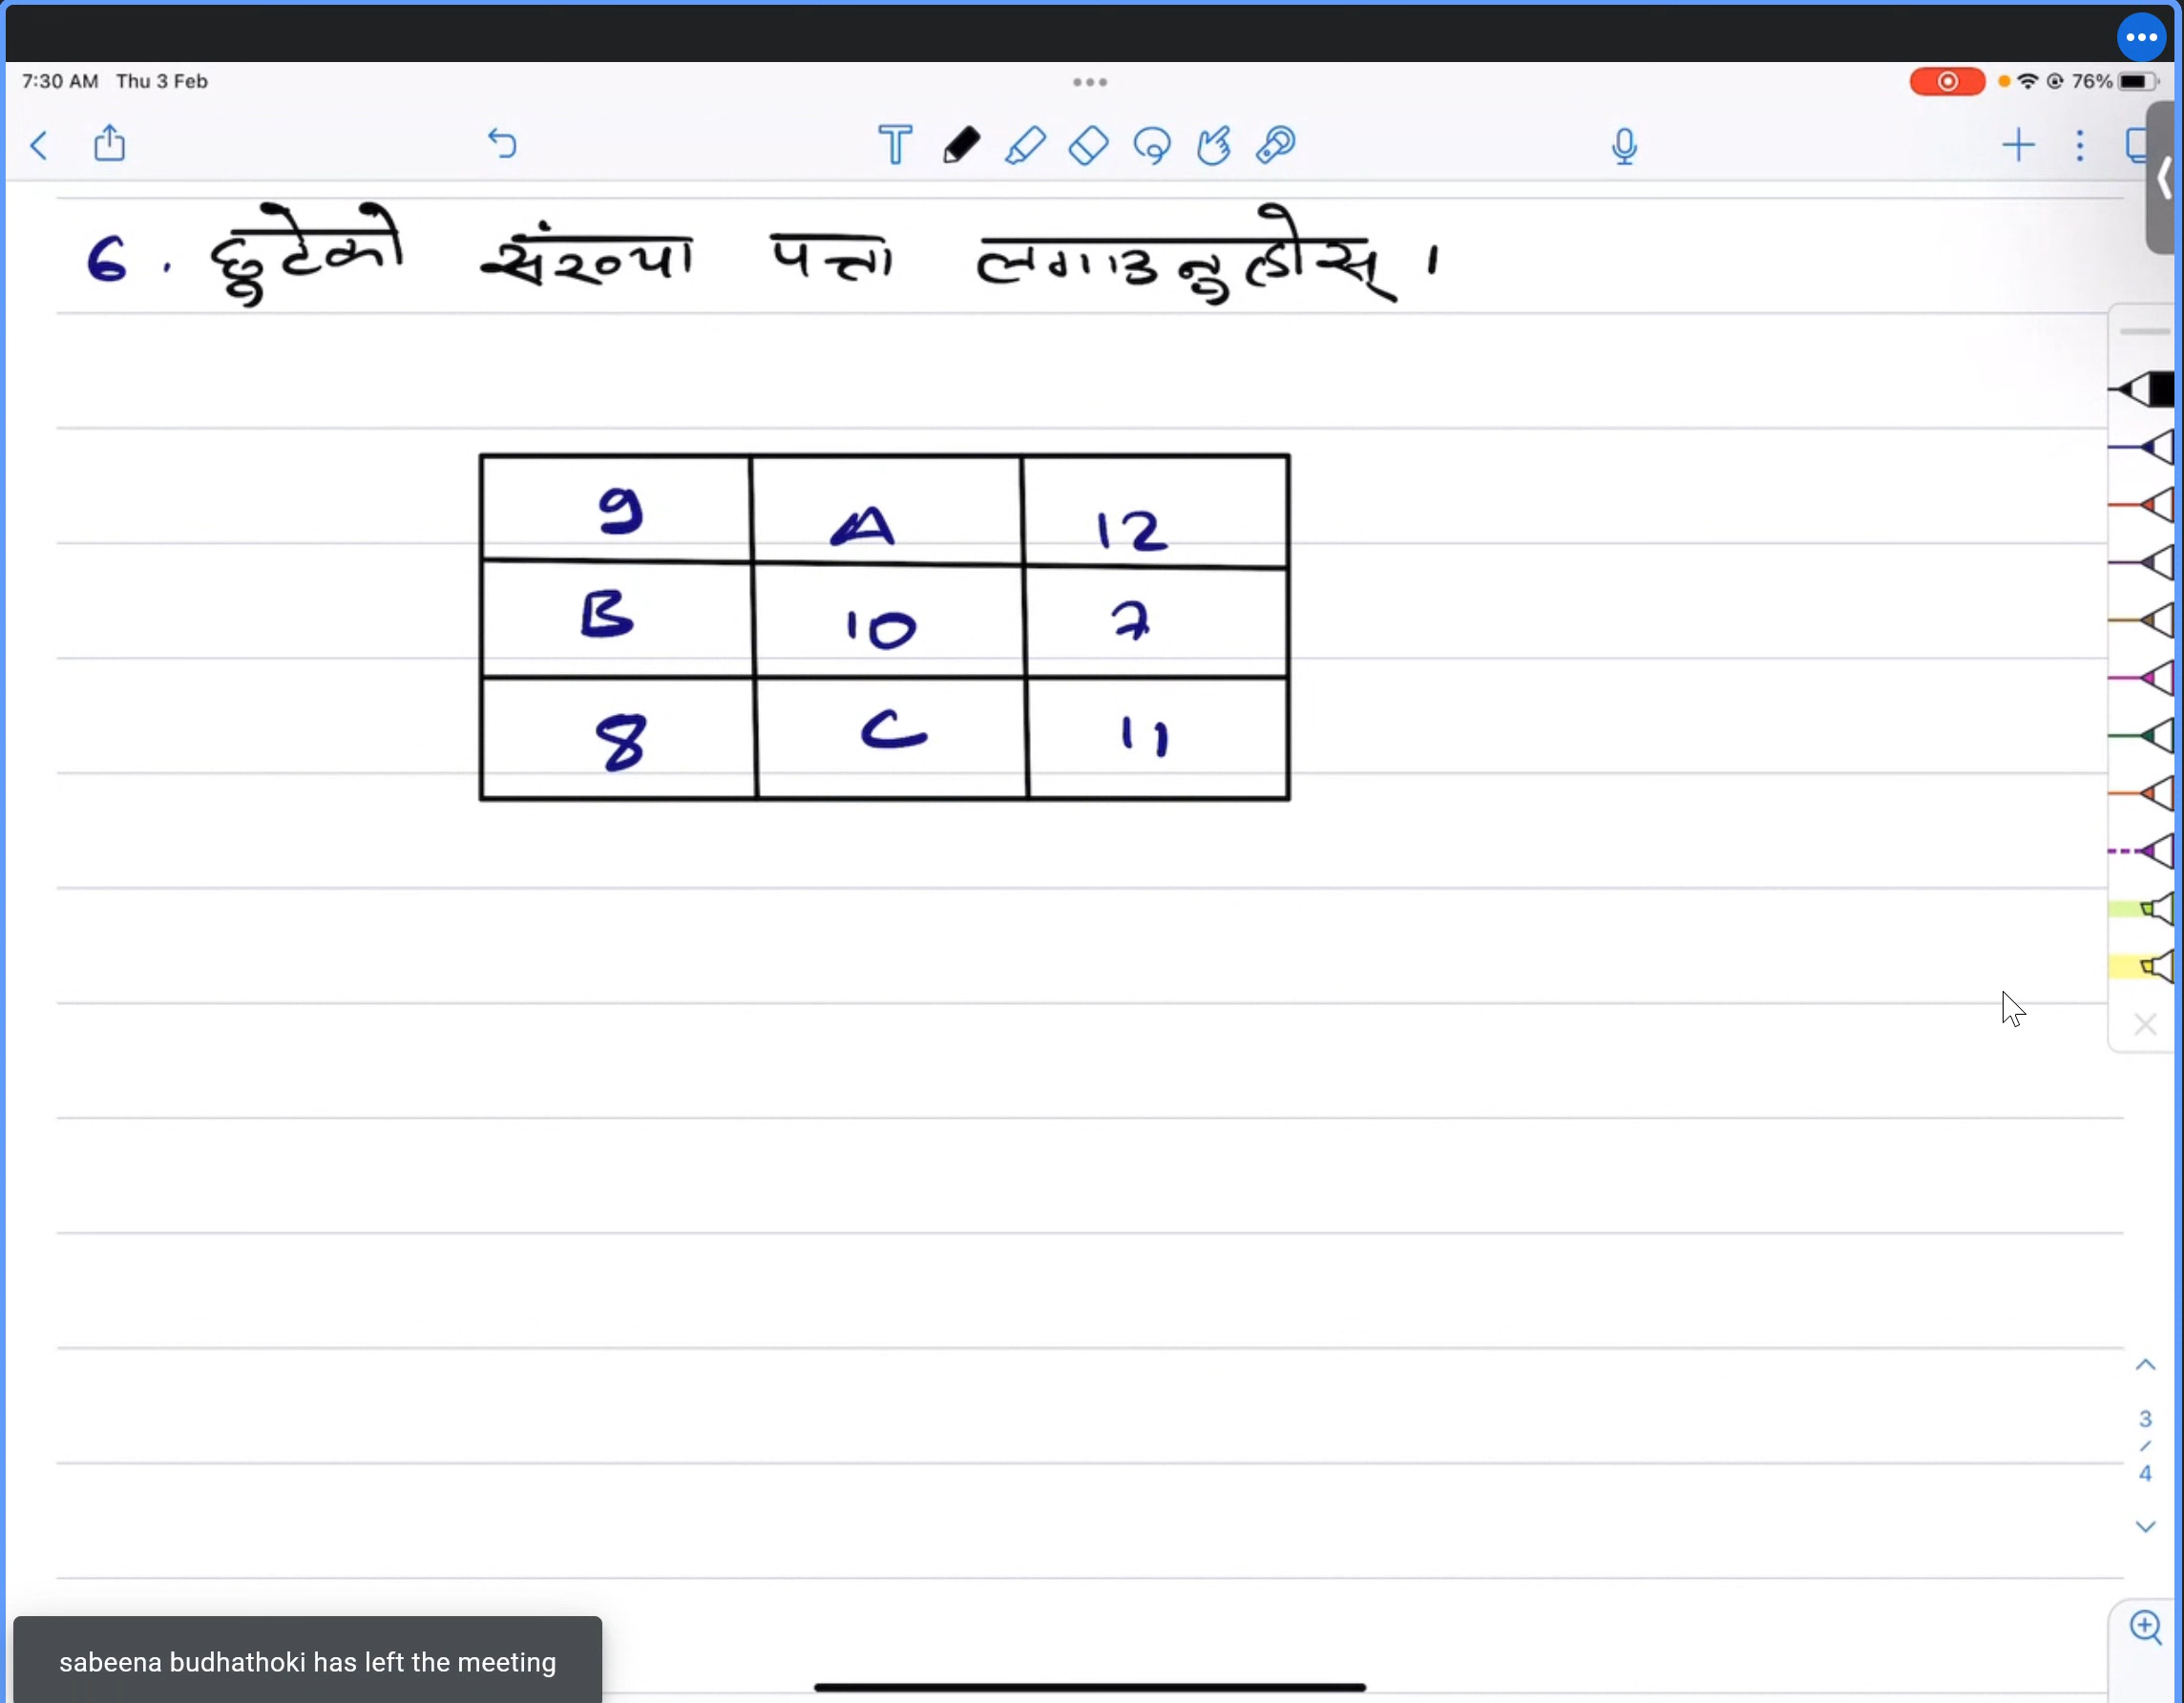 7:30 AM Thu 3 Feb
76%
6. छुटेको संख्या पत्ता लगाउनुहोस् ।
9 A 12
B 10 7
8 C 11
3
/
4
sabeena budhathoki has left the meeting